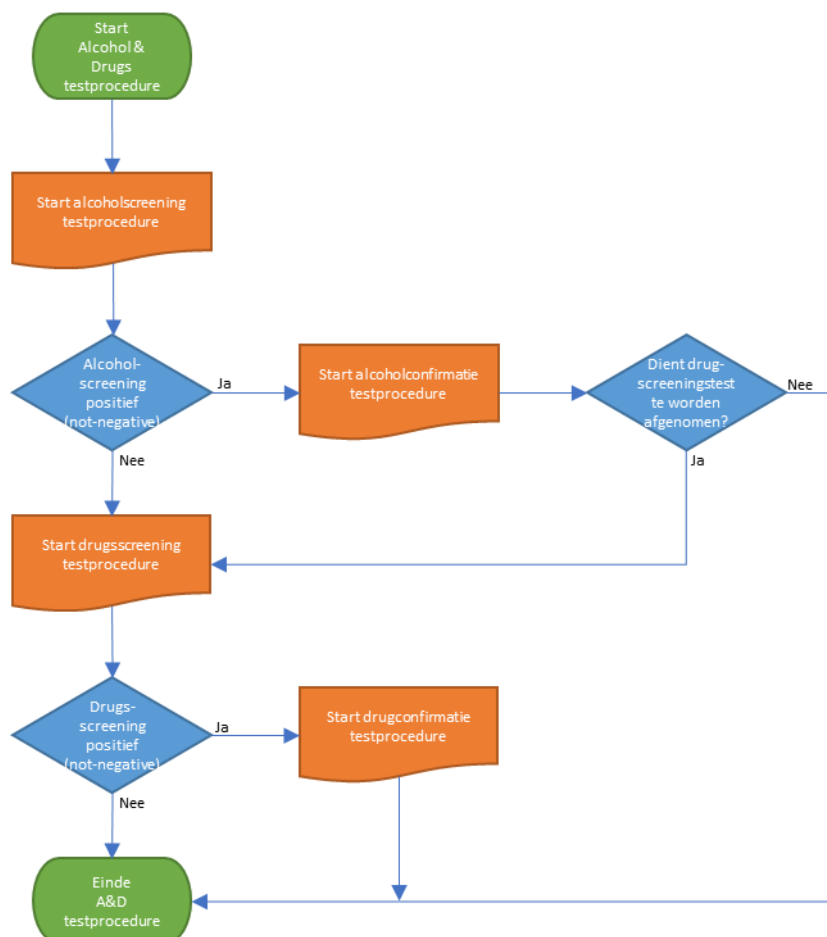 Start
Alcohol &
Drugs
testprocedure
Start alcoholscreening
testprocedure
Alcohol-
screening
positief
(not-negative)
Ja
Start alcoholconfirmatie
testprocedure
Dient drug-
screeningstest
te worden
afgenomen?
Nee
Nee
Ja
Start drugsscreening
testprocedure
Drugs-
screening
positief
(not-negative)
Ja
Start drugconfirmatie
testprocedure
Nee
Einde
A&D
testprocedure